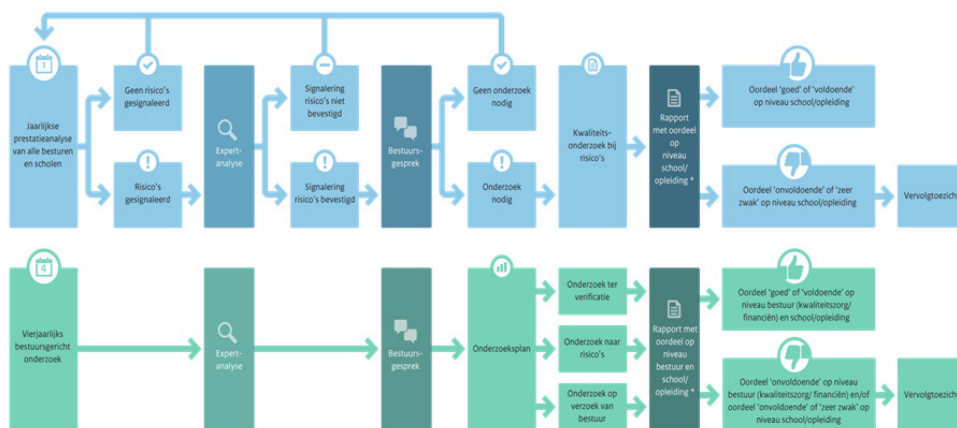 1
Jaarlijkse
prestatieanalyse
van alle besturen
en scholen
Geen risico's
gesignaleerd
Risico's
gesignaleerd
Expert-
analyse
Signalering
risico's niet
bevestigd
Signalering
risico's bevestigd
Bestuurs-
gesprek
Geen onderzoek
nodig
Onderzoek
nodig
Kwaliteits-
onderzoek bij
risico's
Rapport
met oordeel
op
niveau
school/
opleiding *
Oordeel 'goed' of 'voldoende'
op niveau school/opleiding
Oordeel 'onvoldoende' of 'zeer
zwak' op niveau school/opleiding
Vervolgtoezicht
4
Vierjaarlijks
bestuursgericht
onderzoek
Expert-
analyse
Bestuurs-
gesprek
Onderzoeksplan
Onderzoek ter
verificatie
Onderzoek naar
risico's
Onderzoek op
verzoek van
bestuur
Rapport met
oordeel op
niveau
bestuur en
school/
opleiding *
Oordeel 'goed' of 'voldoende' op
niveau bestuur (kwaliteitszorg/
financiën) en school/opleiding
Oordeel 'onvoldoende' op niveau
bestuur (kwaliteitszorg/ financiën) en/of
oordeel 'onvoldoende' of 'zeer zwak' op
niveau school/opleiding
Vervolgtoezicht